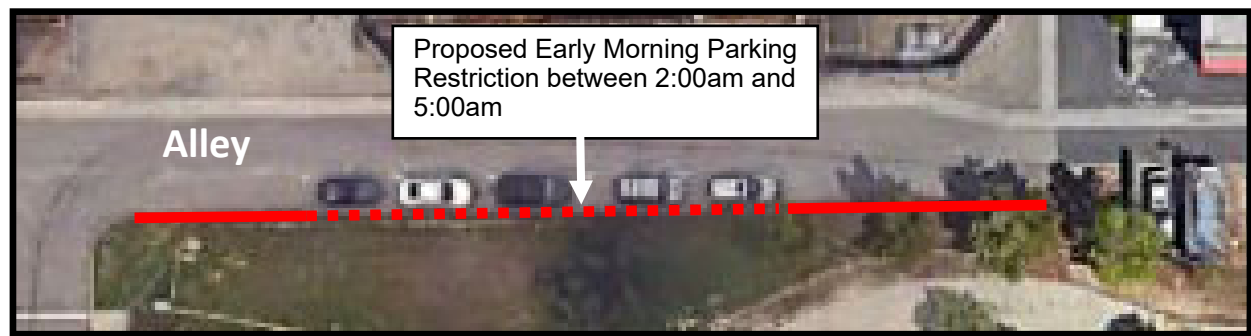 Proposed Early Morning Parking
Restriction between 2:00am and
5:00am
Alley